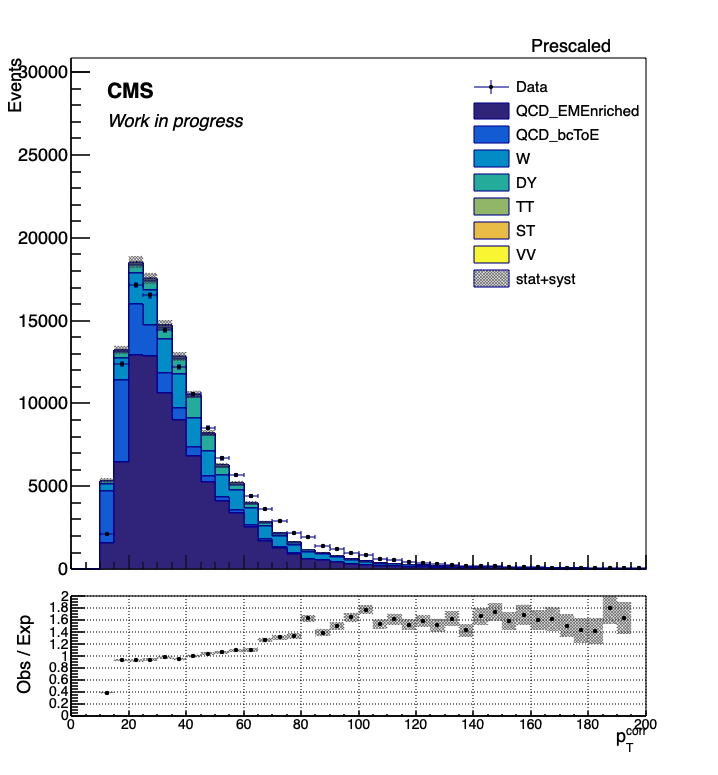 Prescaled
Events
30000
25000
20000
15000
10000
5000
0
CMS
Work in progress
Data
QCD_EMEnriched
QCD_bcToE
W
DY
TT
ST
VV
stat+syst
Obs / Exp
2
1.8
1.6
1.4
1.2
1
0.8
0.6
0.4
0.2
0
0 20 40 60 80 100 120 140 160 180 200
p_T^corr